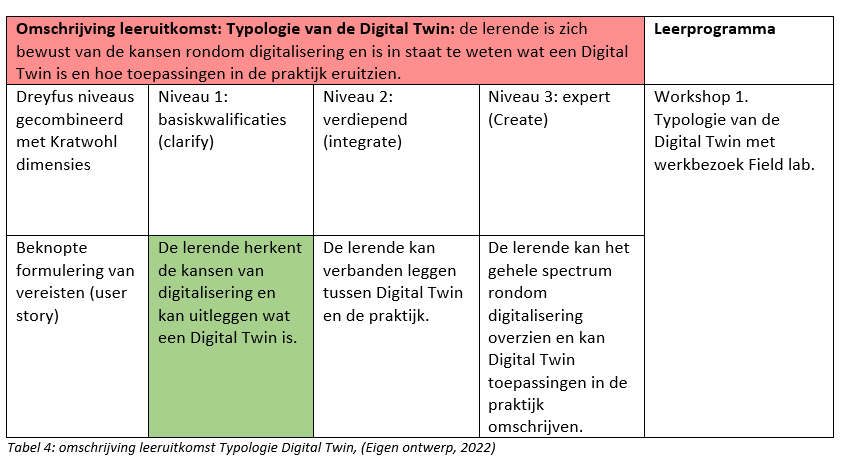 Omschrijving leeruitkomst: Typologie van de Digital Twin: de lerende is zich
bewust van de kansen rondom digitalisering en is in staat te weten wat een Digital
Twin is en hoe toepassingen in de praktijk eruitzien.
Leerprogramma
Dreyfus niveaus
gecombineerd
met Kratwohl
dimensies
Niveau 1:
basiskwalificaties
(clarify)
Niveau 2:
verdiepend
(integrate)
Niveau 3: expert
(Create)
Workshop 1.
Typologie van de
Digital Twin met
werkbezoek Field lab.
Beknopte
formulering van
vereisten (user
story)
De lerende herkent
de kansen van
digitalisering en
kan uitleggen wat
een Digital Twin is.
De lerende kan
verbanden leggen
tussen Digital Twin
en de praktijk.
De lerende kan het
gehele spectrum
rondom
digitalisering
overzien en kan
Digital Twin
toepassingen in de
praktijk
omschrijven.
Tabel 4: omschrijving leeruitkomst Typologie Digital Twin, (Eigen ontwerp, 2022)